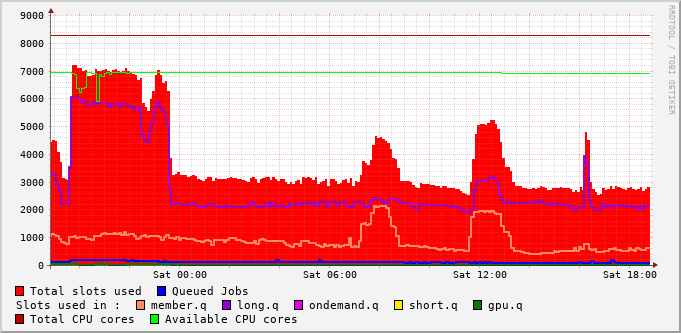 9000
8000
7000
6000
5000
4000
3000
2000
1000
0
Sat 00:00 Sat 06:00 Sat 12:00 Sat 18:00
RRDTOOL / TOBI OETIKER
Total slots used Queued Jobs
Slots used in : member.q long.q ondemand.q short.q gpu.q
Total CPU cores Available CPU cores